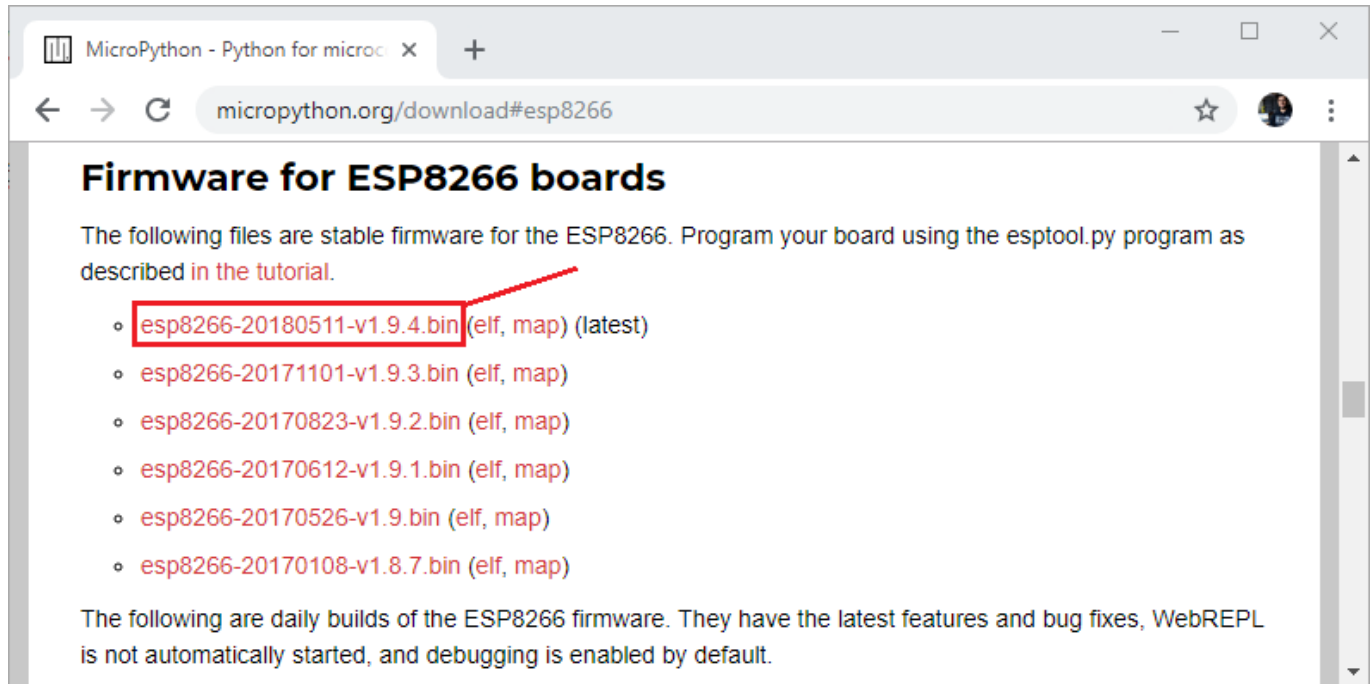 MicroPython - Python for microc
micropython.org/download#esp8266
Firmware for ESP8266 boards
The following files are stable firmware for the ESP8266. Program your board using the esptool.py program as
described in the tutorial.
esp8266-20180511-v1.9.4.bin (elf, map) (latest)
esp8266-20171101-v1.9.3.bin (elf, map)
esp8266-20170823-v1.9.2.bin (elf, map)
esp8266-20170612-v1.9.1.bin (elf, map)
esp8266-20170526-v1.9.bin (elf, map)
esp8266-20170108-v1.8.7.bin (elf, map)
The following are daily builds of the ESP8266 firmware. They have the latest features and bug fixes, WebREPL
is not automatically started, and debugging is enabled by default.